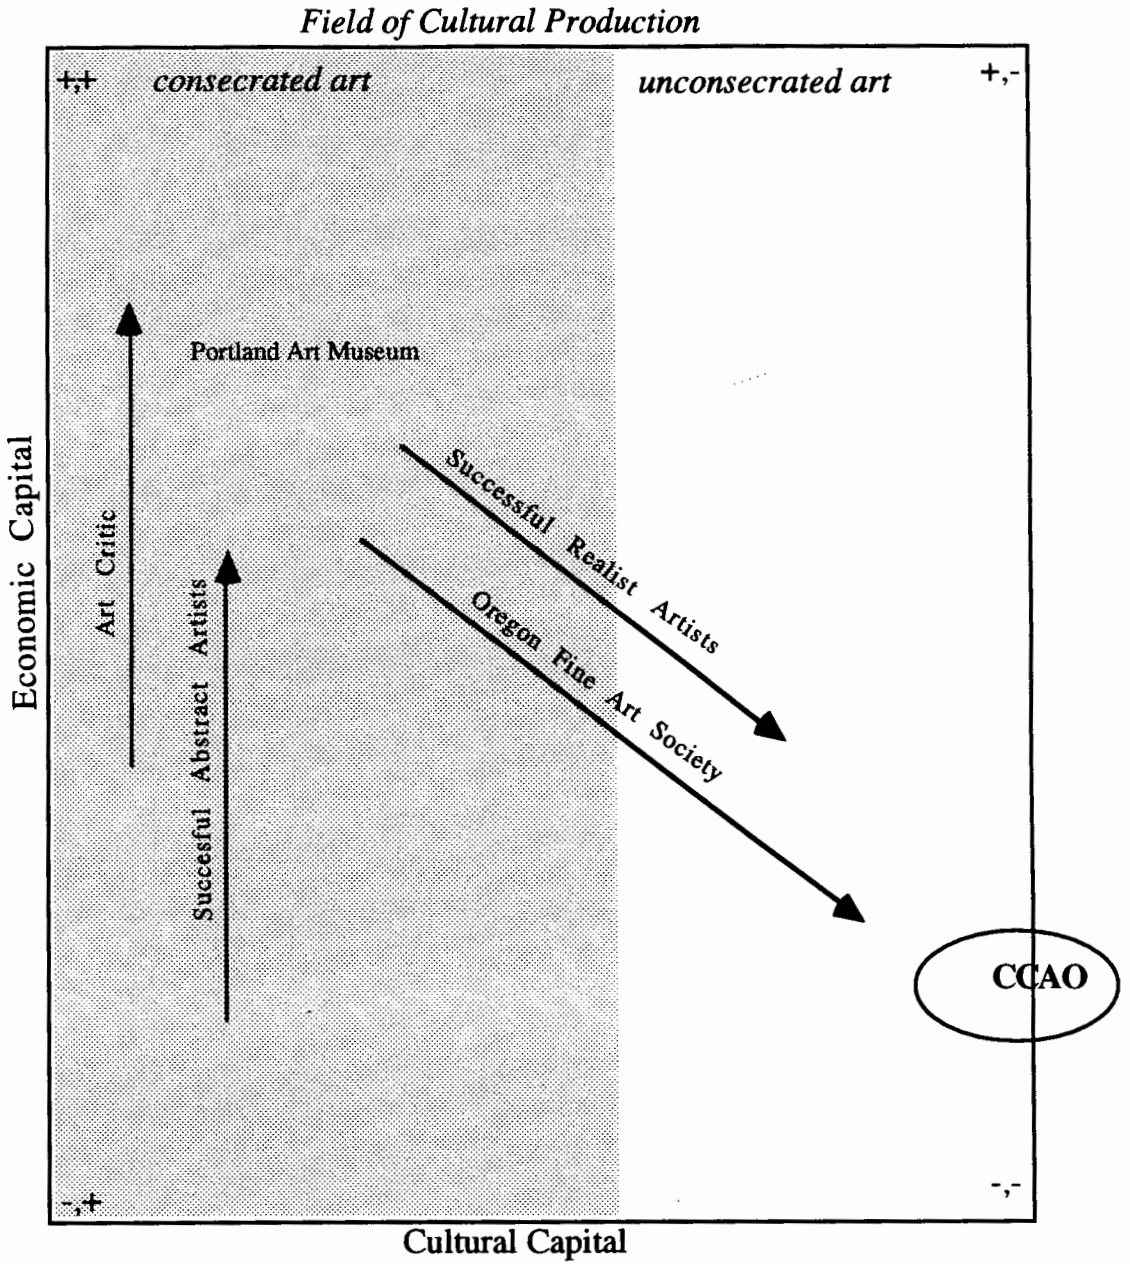 Field of Cultural Production
+,+
consecrated art
unconsecrated art
+,-
Portland Art Museum
Economic Capital
Art Critic
Succesful Abstract Artists
Successful Realist Artists
Oregon Fine Art Society
CCAO
-,+
-,-
Cultural Capital